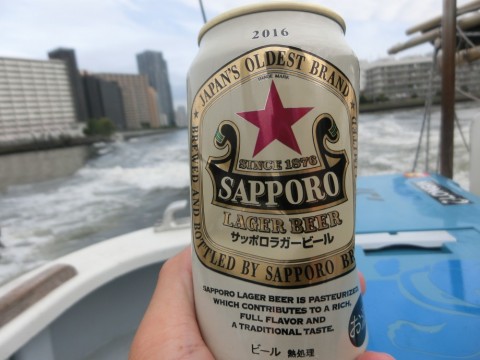 2016
JAPAN'S OLDEST BRAND
SINCE 1876
SAPPORO
LAGER BEER
サッポロラガービール
BREWED AND BOTTLED BY SAPPORO BR
SAPPORO LAGER BEER IS PASTEURIZED
WHICH CONTRIBUTES TO A RICH,
FULL FLAVOR AND
A TRADITIONAL TASTE.
ビール 熱処理
お